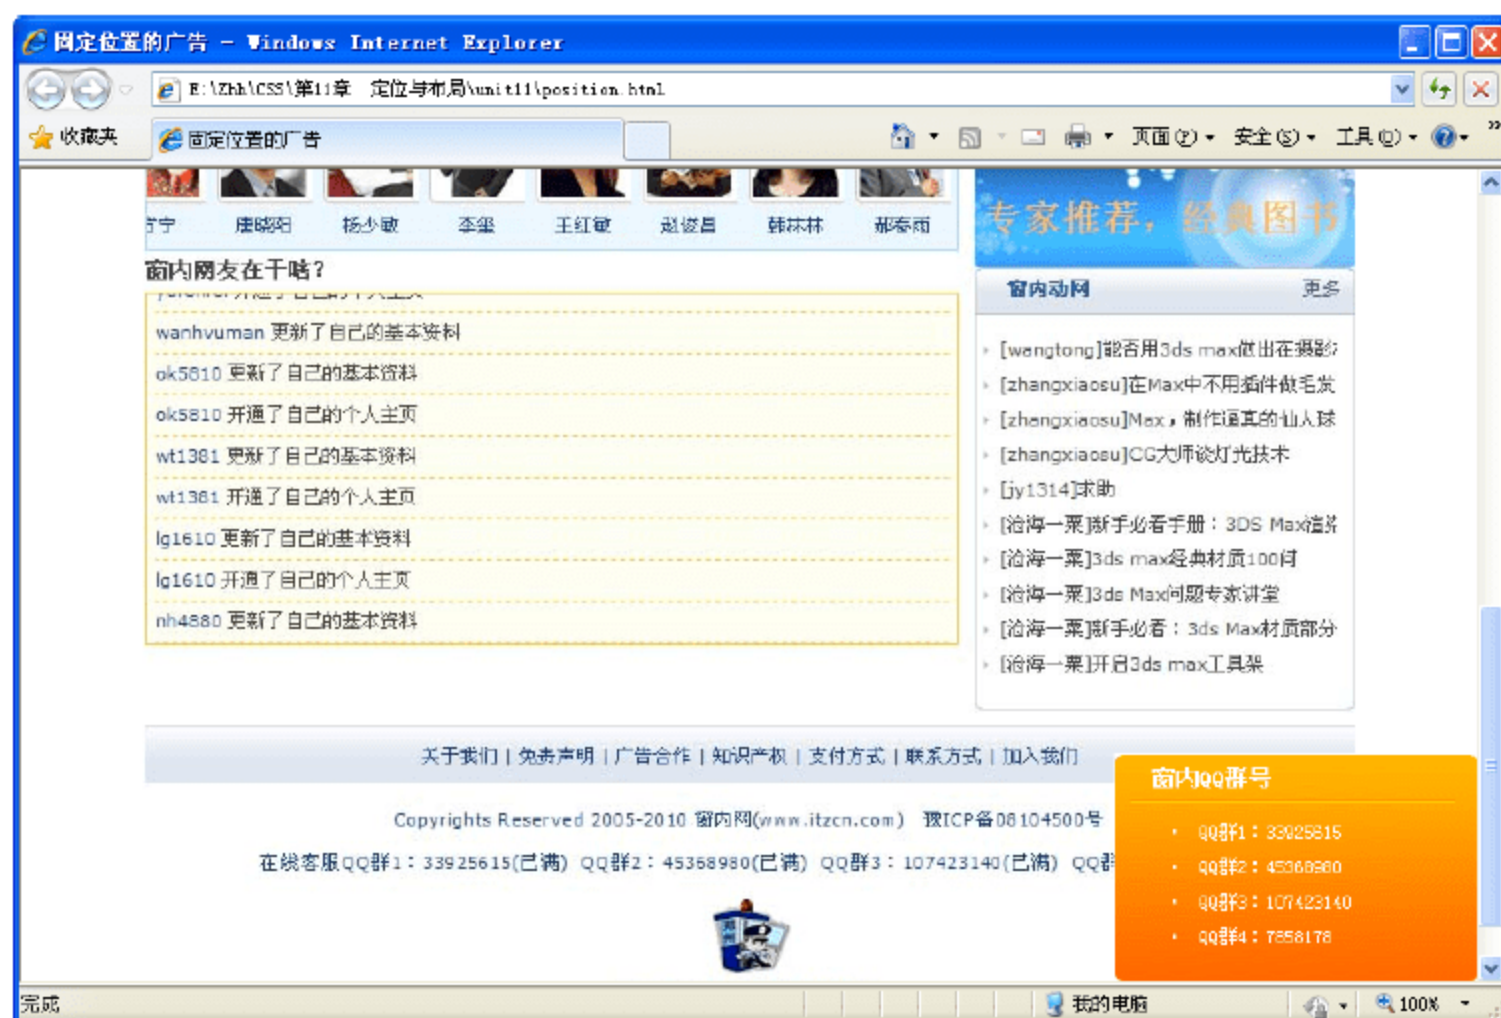 固定位置的广告 - Windows Internet Explorer
E:\Zhh\CSS\第11章 定位与布局\unit11\position.html
收藏夹 固定位置的广告 页面(P) 安全(S) 工具(O) »
唐晓阳 杨少敏 李玺 王红敏 赵俊昌 韩林林 郝春雨
专家推荐，经典图书
窗内网友在干啥?
窗内动网 更多
wanhvuman 更新了自己的基本资料
ok5810 更新了自己的基本资料
ok5810 开通了自己的个人主页
wt1381 更新了自己的基本资料
wt1381 开通了自己的个人主页
lg1610 更新了自己的基本资料
lg1610 开通了自己的个人主页
nh4880 更新了自己的基本资料
[wangtong]能否用3ds max做出在摄影
[zhangxiaosu]在Max中不用插件做毛发
[zhangxiaosu]Max，制作逼真的仙人球
[zhangxiaosu]CG大师谈灯光技术
[jy1314]求助
[沧海一粟]新手必看手册：3DS Max渲
[沧海一粟]3ds max经典材质100例
[沧海一粟]3ds Max问题专家讲堂
[沧海一粟]新手必看：3ds Max材质部分
[沧海一粟]开启3ds max工具架
关于我们 | 免责声明 | 广告合作 | 知识产权 | 支付方式 | 联系方式 | 加入我们
Copyrights Reserved 2005-2010 窗内网(www.itzcn.com) 豫ICP备08104500号
在线客服QQ群1：33925615(已满) QQ群2：45368980(已满) QQ群3：107423140(已满) QQ群
窗内QQ群号
QQ群1：33925615
QQ群2：45368980
QQ群3：107423140
QQ群4：7858178
完成 我的电脑 100%